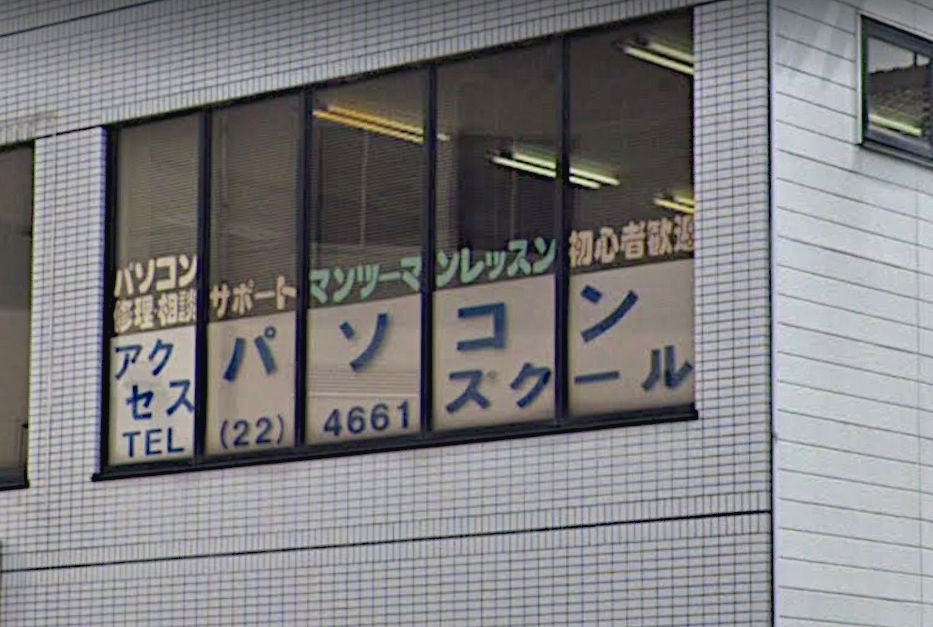 パソコン
修理・相談
サポート
マンツーマンレッスン
初心者歓迎
アクセス
パソコン
スクール
TEL (22) 4661